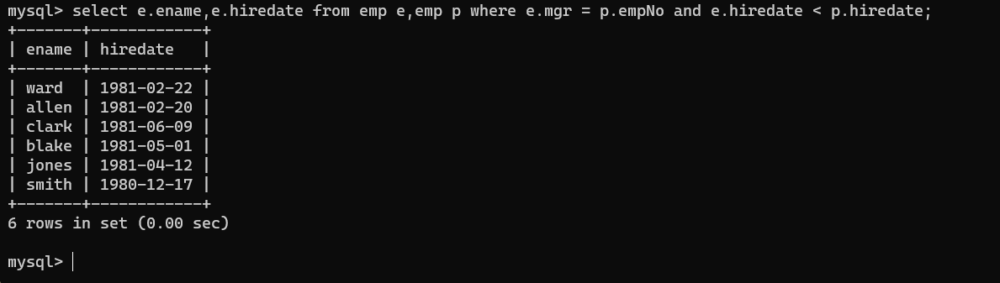 mysql> select e.ename,e.hiredate from emp e,emp p where e.mgr = p.empNo and e.hiredate < p.hiredate;
+-------+------------+
| ename | hiredate   |
+-------+------------+
| ward  | 1981-02-22 |
| allen | 1981-02-20 |
| clark | 1981-06-09 |
| blake | 1981-05-01 |
| jones | 1981-04-12 |
| smith | 1980-12-17 |
+-------+------------+
6 rows in set (0.00 sec)
mysql>